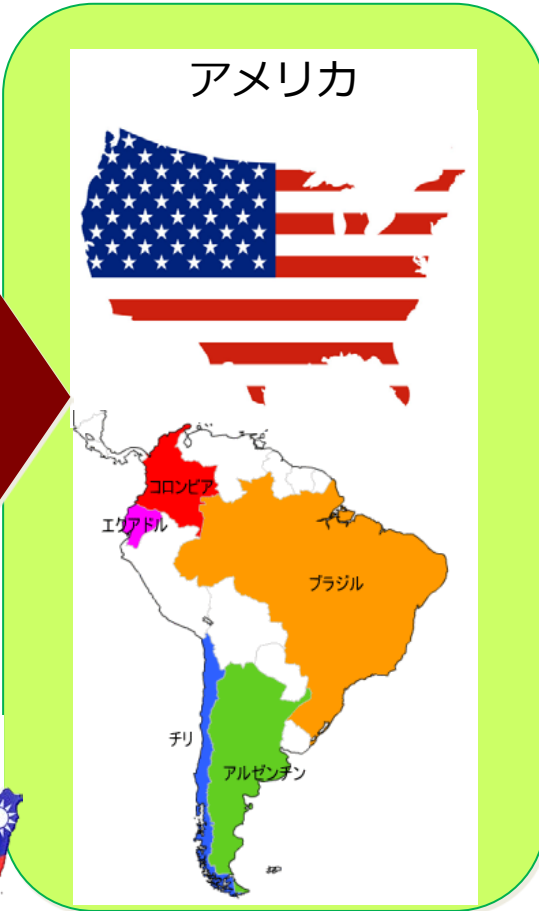 アメリカ
コロンビア
エクアドル
ブラジル
チリ
アルゼンチン